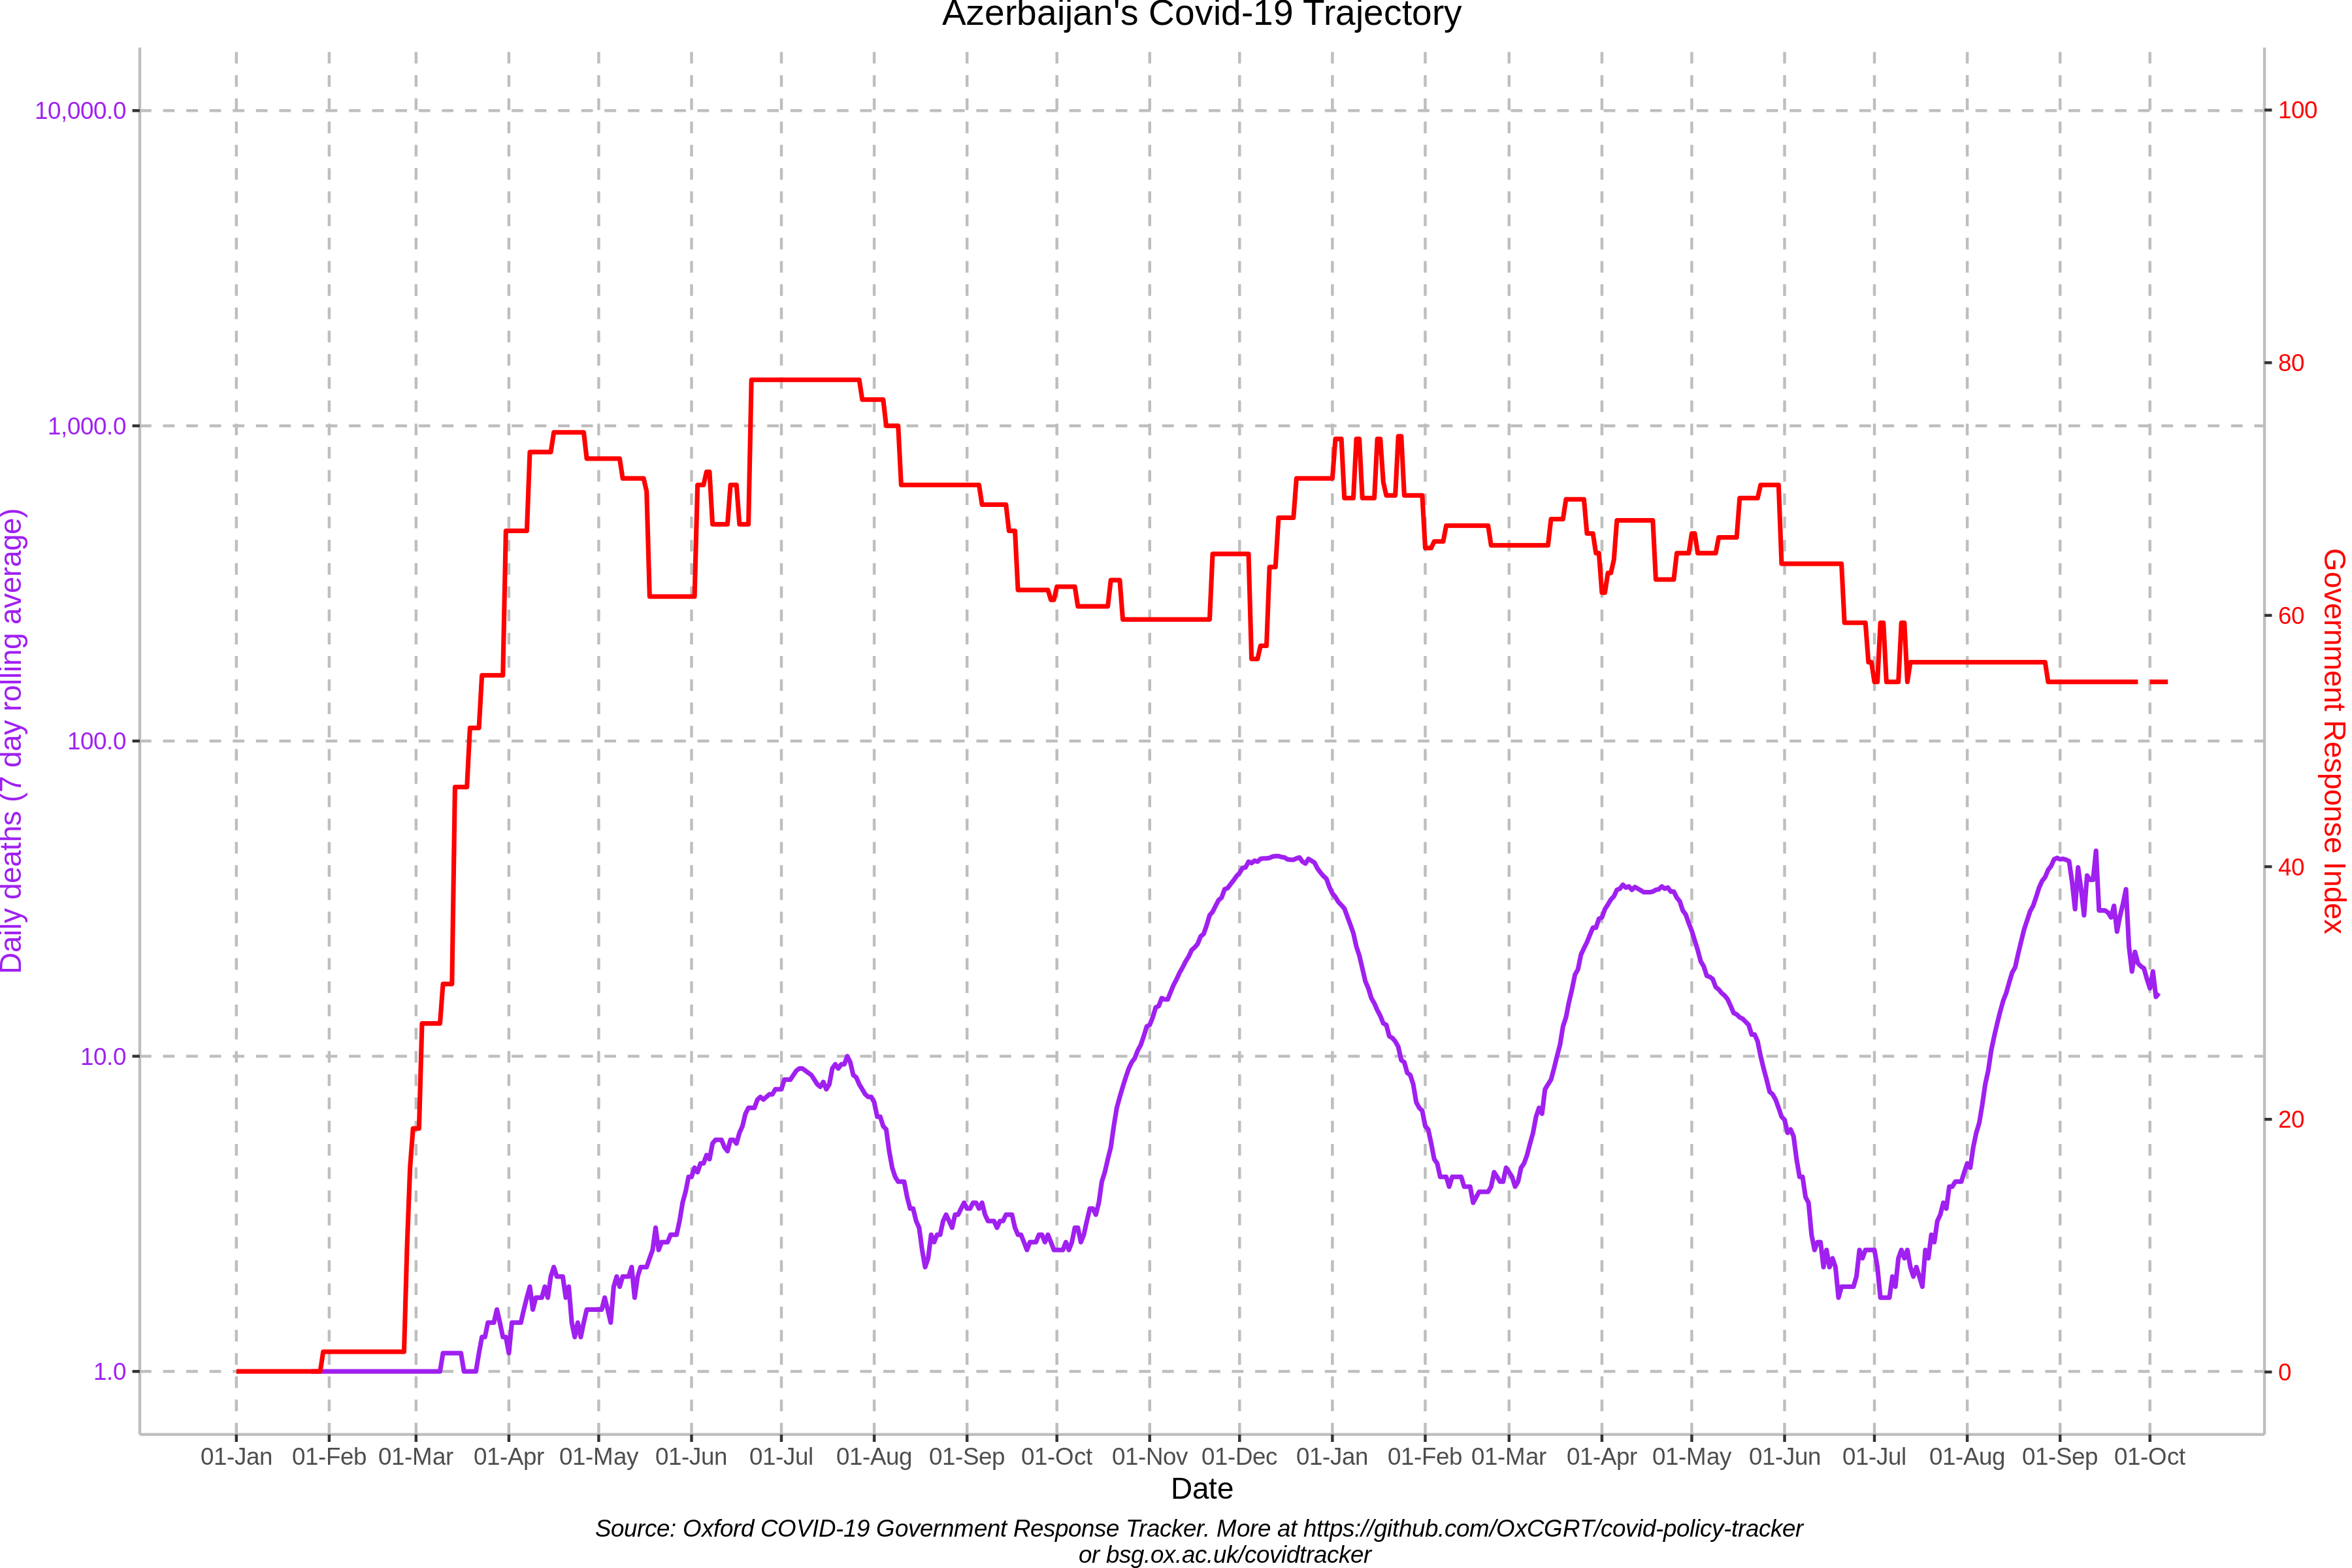 Azerbaijan's Covid-19 Trajectory
10,000.0
1,000.0
100.0
10.0
1.0
Daily deaths (7 day rolling average)
100
80
60
40
20
0
Government Response Index
01-Jan 01-Feb 01-Mar 01-Apr 01-May 01-Jun 01-Jul 01-Aug 01-Sep 01-Oct 01-Nov 01-Dec 01-Jan 01-Feb 01-Mar 01-Apr 01-May 01-Jun 01-Jul 01-Aug 01-Sep 01-Oct
Date
Source: Oxford COVID-19 Government Response Tracker. More at https://github.com/OxCGRT/covid-policy-tracker
or bsg.ox.ac.uk/covidtracker